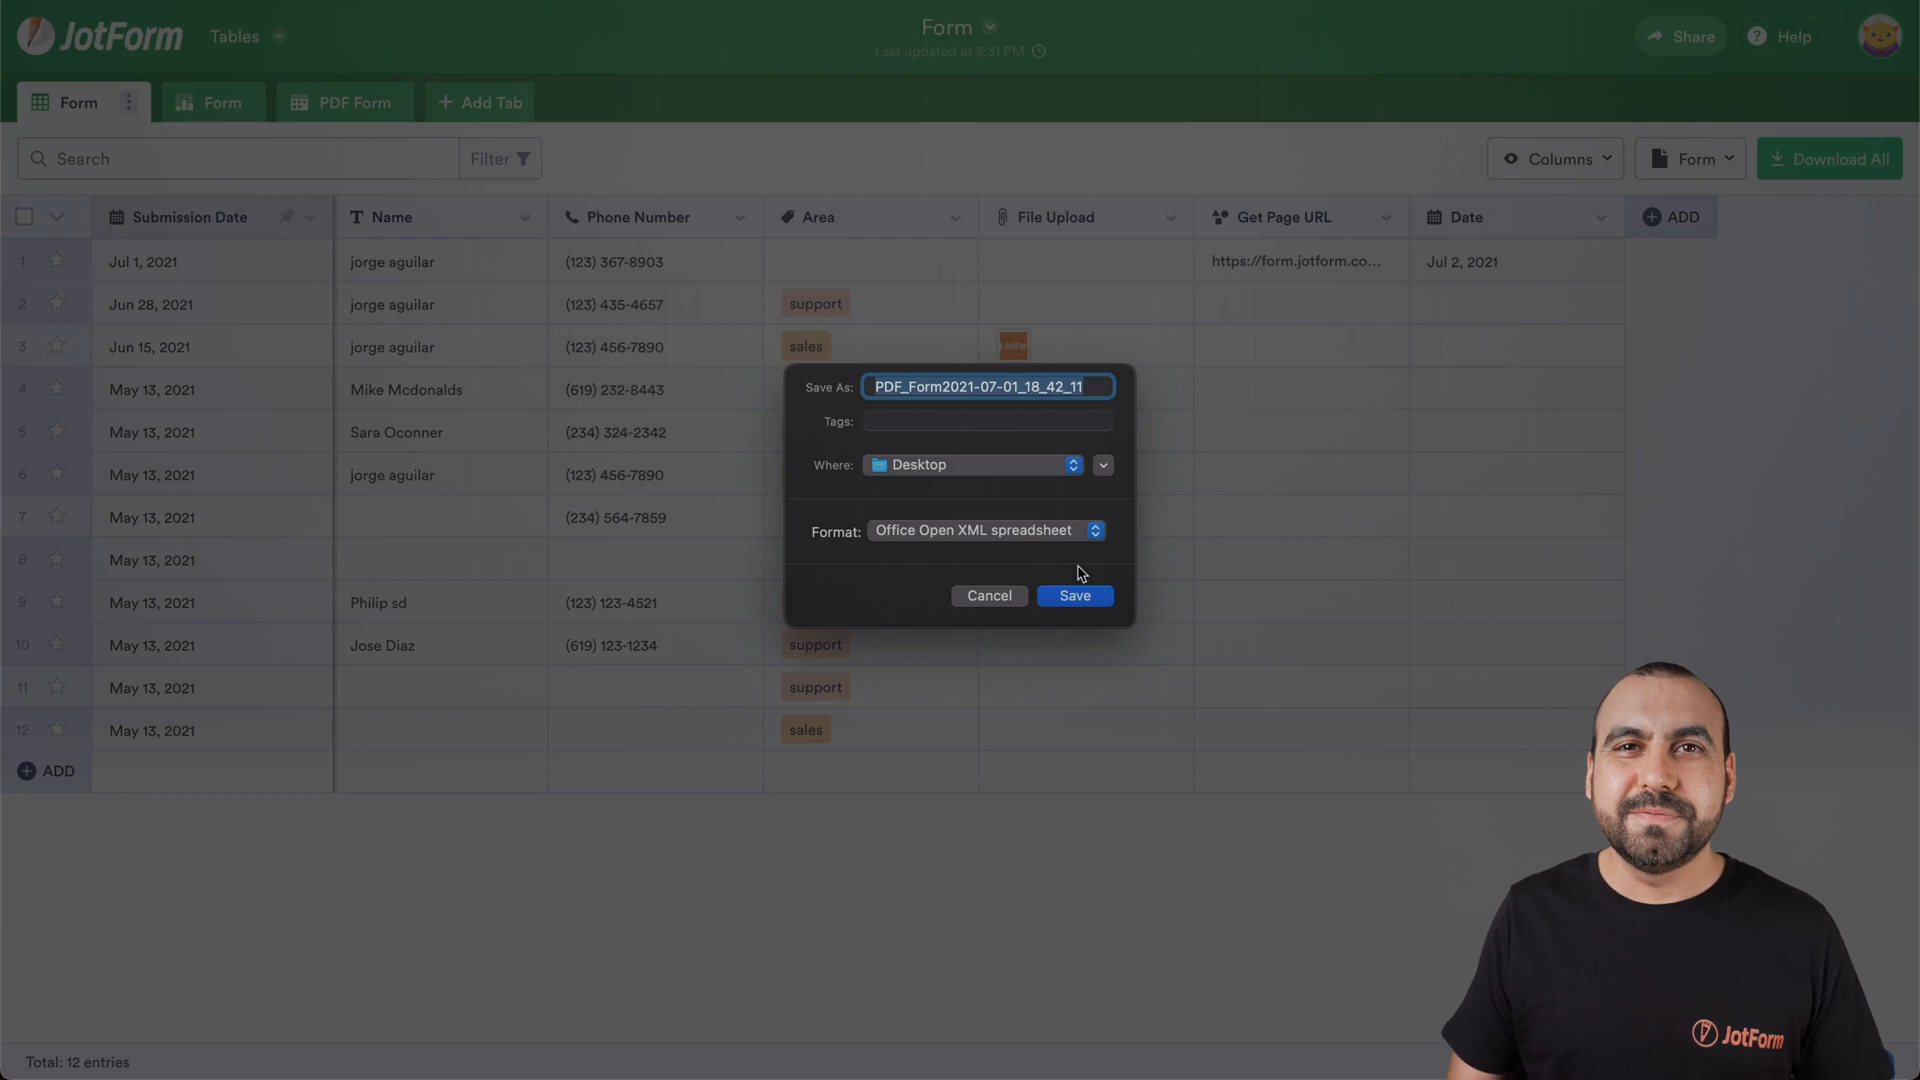 JotForm
Tables
Form
Last updated at 5:31 PM
Share
Help
Form
Form
PDF Form
Add Tab
Search
Filter
Columns
Form
Download All
Submission Date
Name
Phone Number
Area
File Upload
Get Page URL
Date
ADD
1 Jul 1, 2021 jorge aguilar (123) 367-8903 https://form.jotform.co... Jul 2, 2021
2 Jun 28, 2021 jorge aguilar (123) 435-4657 support
3 Jun 15, 2021 jorge aguilar (123) 456-7890 sales JotForm
4 May 13, 2021 Mike Mcdonalds (619) 232-8443
5 May 13, 2021 Sara Oconner (234) 324-2342
6 May 13, 2021 jorge aguilar (123) 456-7890
7 May 13, 2021 (234) 564-7859
8 May 13, 2021
9 May 13, 2021 Philip sd (123) 123-4521
10 May 13, 2021 Jose Diaz (619) 123-1234 support
11 May 13, 2021 support
12 May 13, 2021 sales
ADD
Save As: PDF_Form2021-07-01_18_42_11
Tags:
Where: Desktop
Format: Office Open XML spreadsheet
Cancel
Save
Total: 12 entries
JotForm